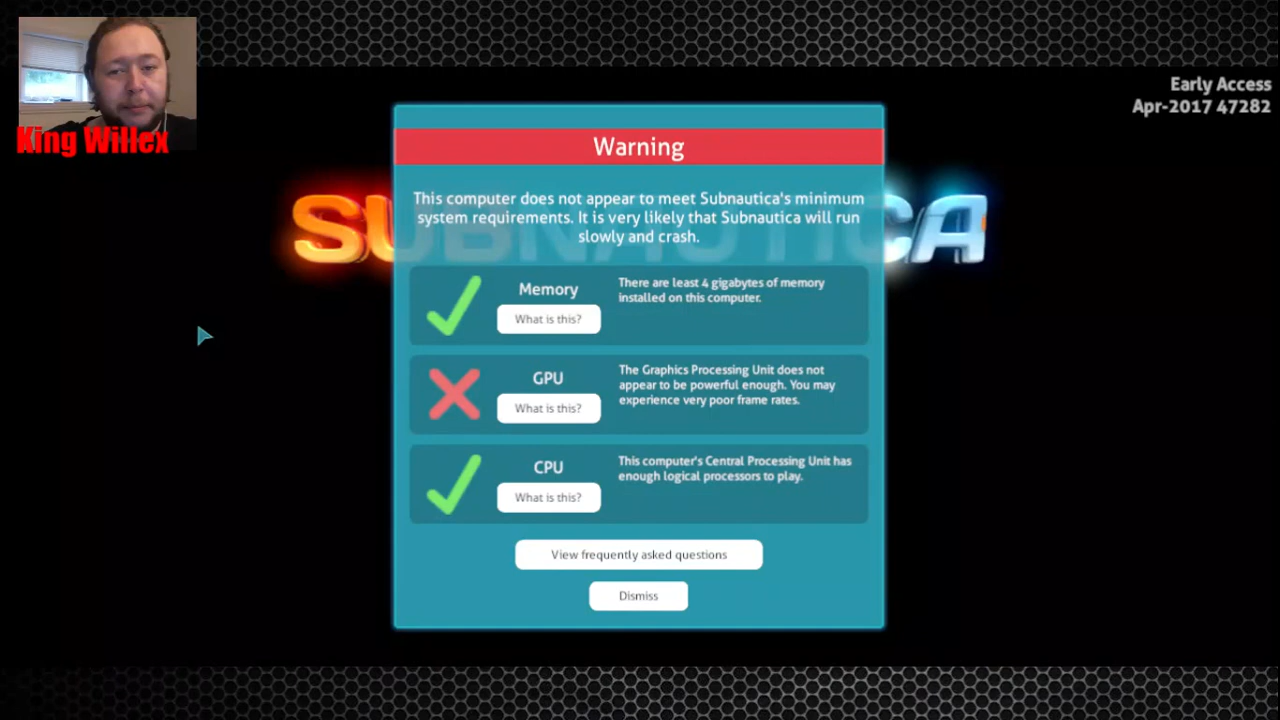 King Willex
Early Access
Apr-2017 47282
SUBNAUTICA
Warning
This computer does not appear to meet Subnautica's minimum
system requirements. It is very likely that Subnautica will run
slowly and crash.
Memory
What is this?
There are least 4 gigabytes of memory
installed on this computer.
GPU
What is this?
The Graphics Processing Unit does not
appear to be powerful enough. You may
experience very poor frame rates.
CPU
What is this?
This computer's Central Processing Unit has
enough logical processors to play.
View frequently asked questions
Dismiss